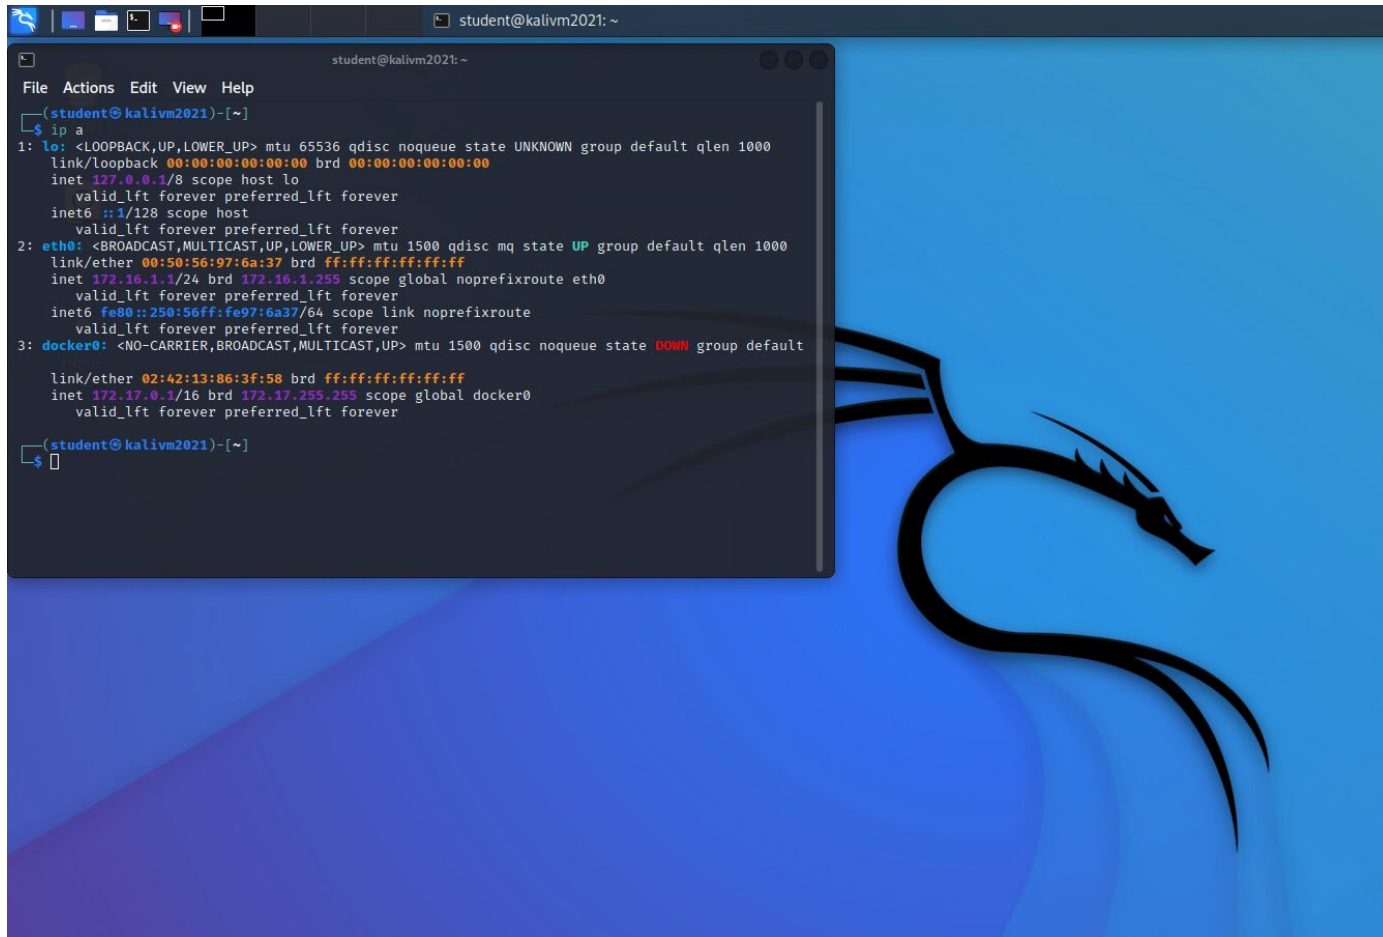 student@kalivm2021: ~
student@kalivm2021: ~
File Actions Edit View Help
┌──(student㉿kalivm2021)-[~]
└─$ ip a
1: lo: <LOOPBACK,UP,LOWER_UP> mtu 65536 qdisc noqueue state UNKNOWN group default qlen 1000
    link/loopback 00:00:00:00:00:00 brd 00:00:00:00:00:00
    inet 127.0.0.1/8 scope host lo
       valid_lft forever preferred_lft forever
    inet6 ::1/128 scope host
       valid_lft forever preferred_lft forever
2: eth0: <BROADCAST,MULTICAST,UP,LOWER_UP> mtu 1500 qdisc mq state UP group default qlen 1000
    link/ether 00:50:56:97:6a:37 brd ff:ff:ff:ff:ff:ff
    inet 172.16.1.1/24 brd 172.16.1.255 scope global noprefixroute eth0
       valid_lft forever preferred_lft forever
    inet6 fe80::250:56ff:fe97:6a37/64 scope link noprefixroute
       valid_lft forever preferred_lft forever
3: docker0: <NO-CARRIER,BROADCAST,MULTICAST,UP> mtu 1500 qdisc noqueue state DOWN group default
    link/ether 02:42:13:86:3f:58 brd ff:ff:ff:ff:ff:ff
    inet 172.17.0.1/16 brd 172.17.255.255 scope global docker0
       valid_lft forever preferred_lft forever
┌──(student㉿kalivm2021)-[~]
└─$